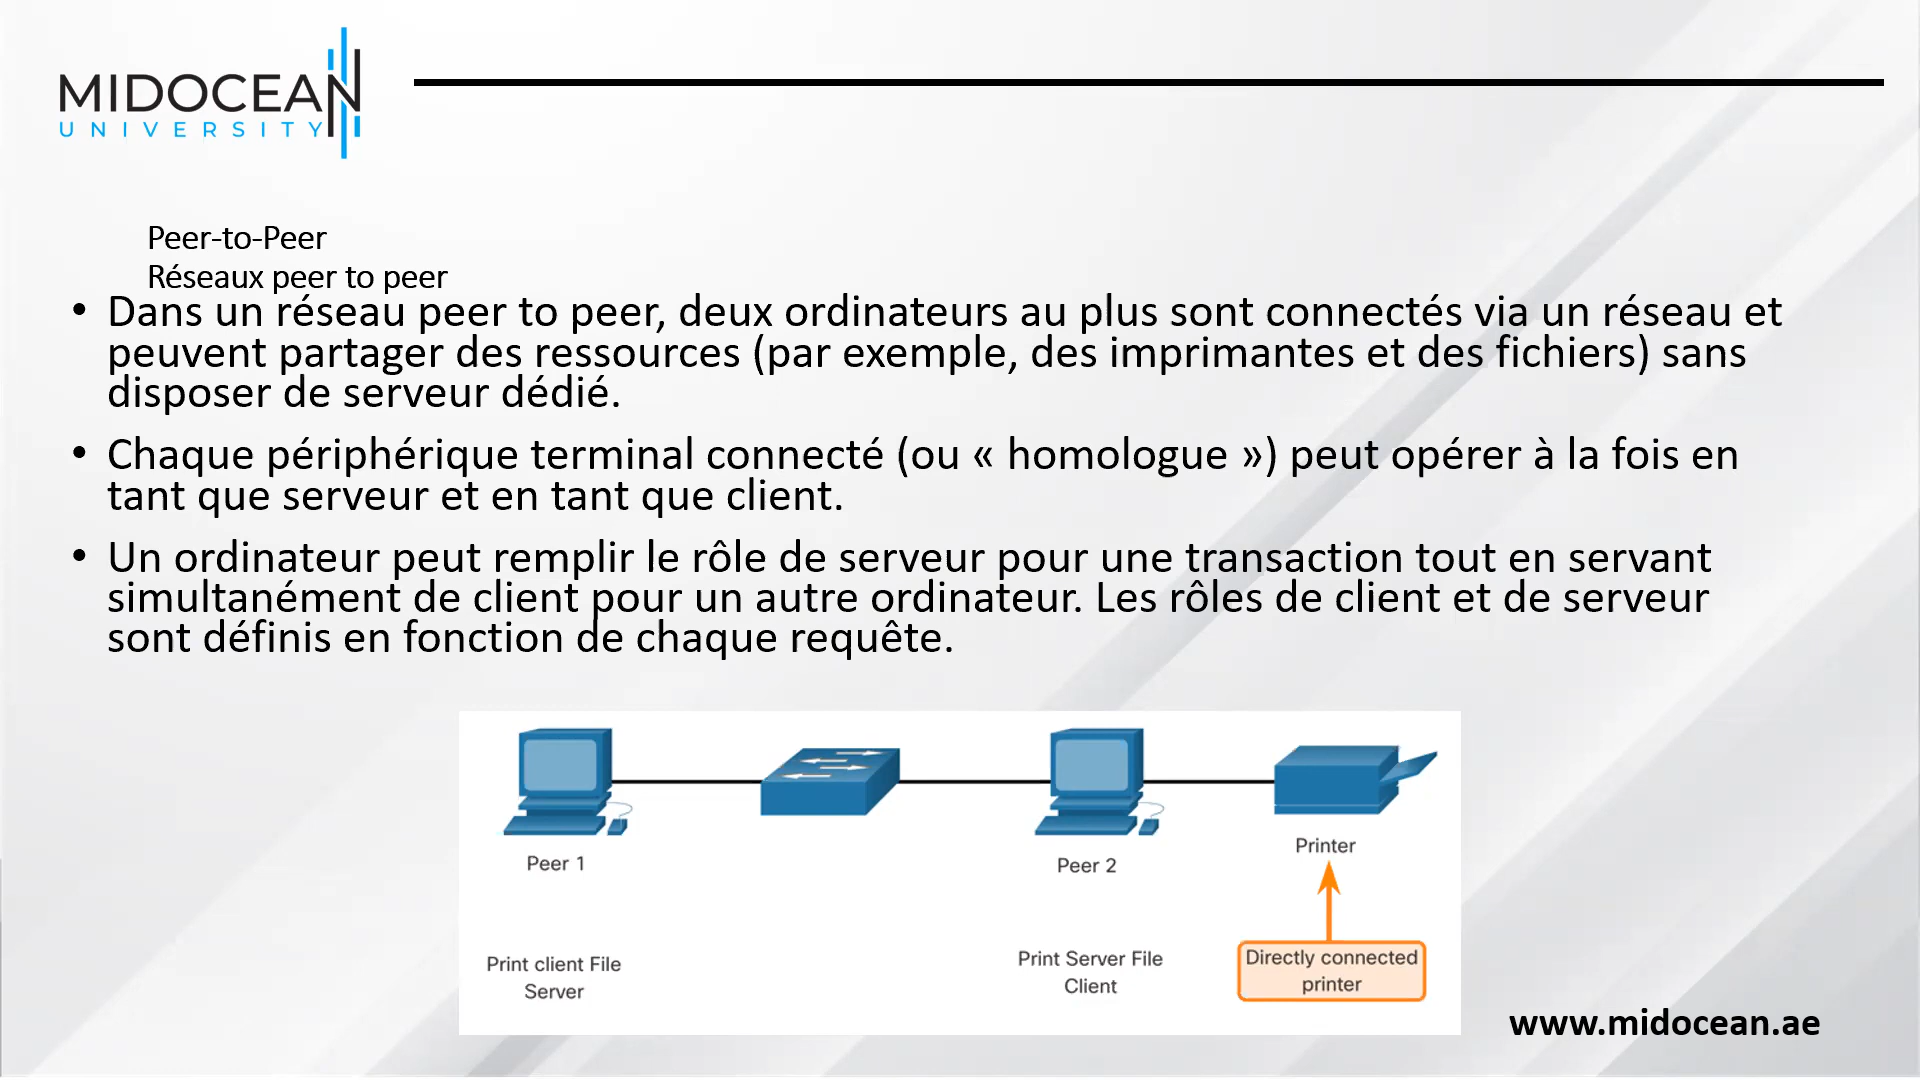 MIDOCEAN
UNIVERSITY
Peer-to-Peer
Réseaux peer to peer
• Dans un réseau peer to peer, deux ordinateurs au plus sont connectés via un réseau et
peuvent partager des ressources (par exemple, des imprimantes et des fichiers) sans
disposer de serveur dédié.
• Chaque périphérique terminal connecté (ou « homologue ») peut opérer à la fois en
tant que serveur et en tant que client.
• Un ordinateur peut remplir le rôle de serveur pour une transaction tout en servant
simultanément de client pour un autre ordinateur. Les rôles de client et de serveur
sont définis en fonction de chaque requête.
Peer 1
Peer 2
Printer
Print client File
Server
Print Server File
Client
Directly connected
printer
www.midocean.ae